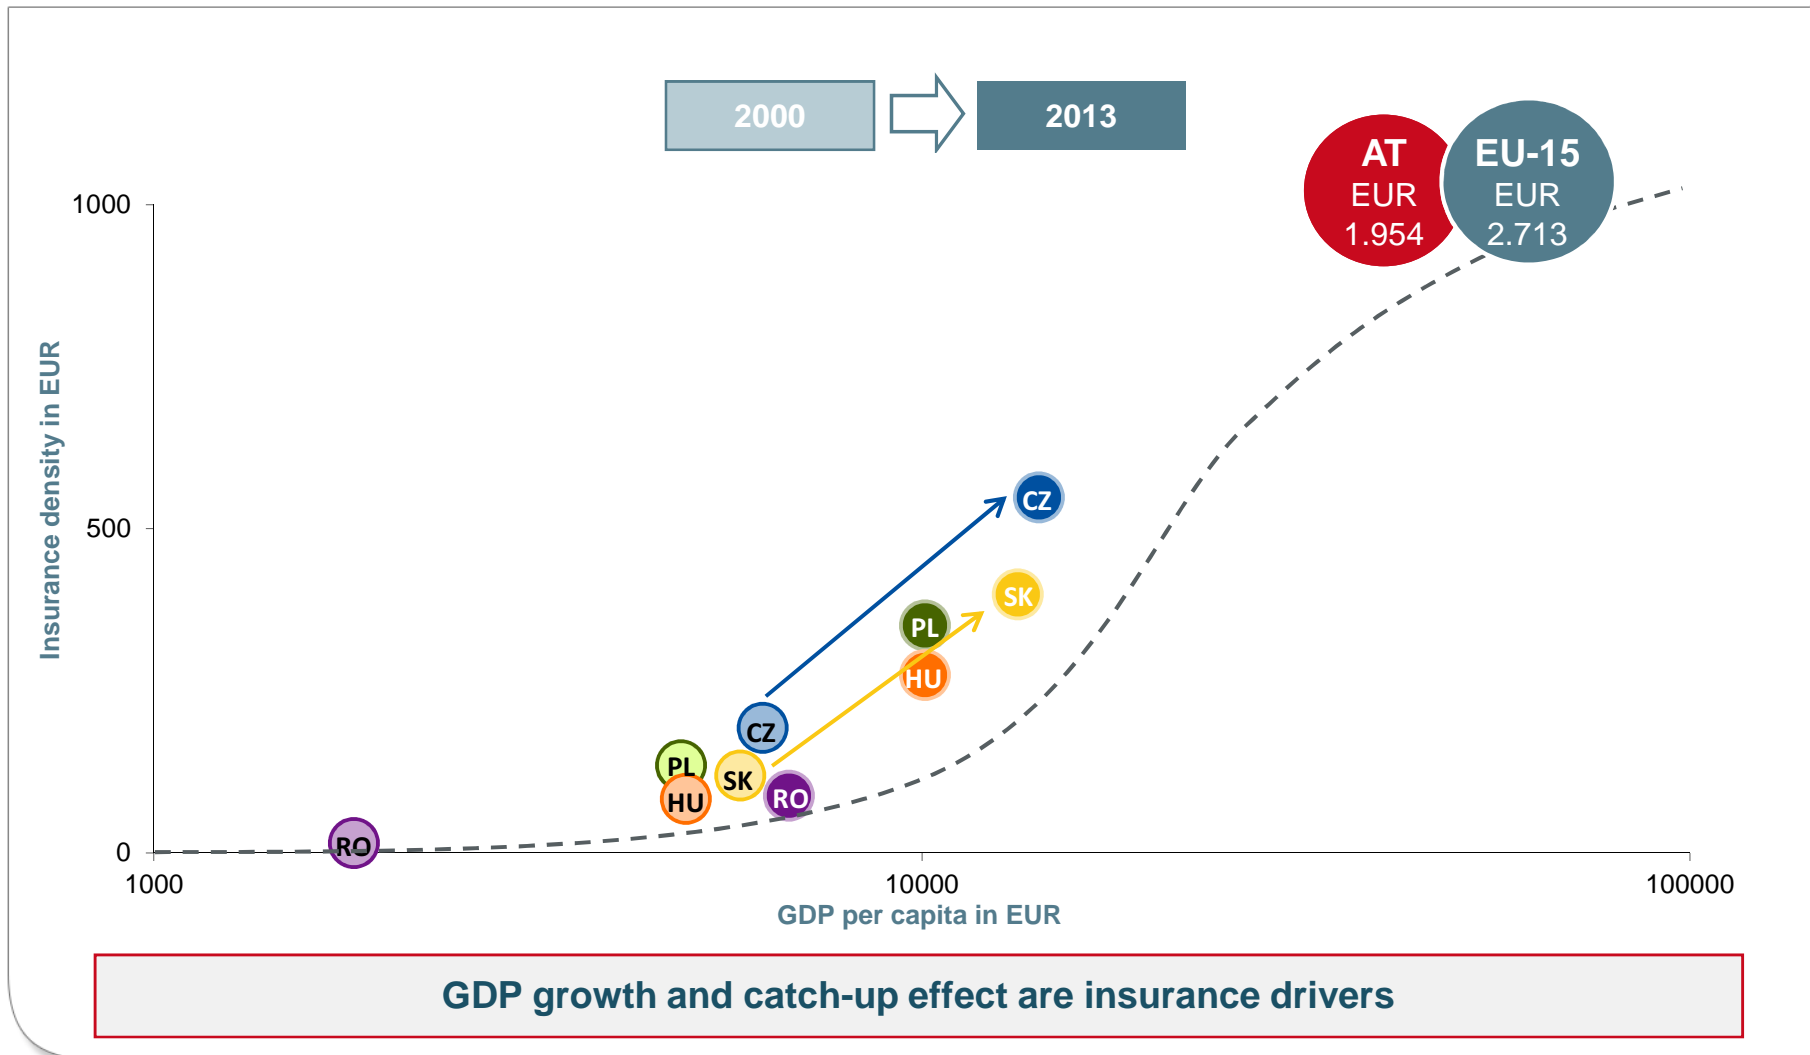 2000
2013
AT
EUR
1.954
EU-15
EUR
2.713
1000
500
0
Insurance density in EUR
CZ
SK
PL
HU
CZ
PL
SK
HU
RO
RO
1000
10000
100000
GDP per capita in EUR
GDP growth and catch-up effect are insurance drivers